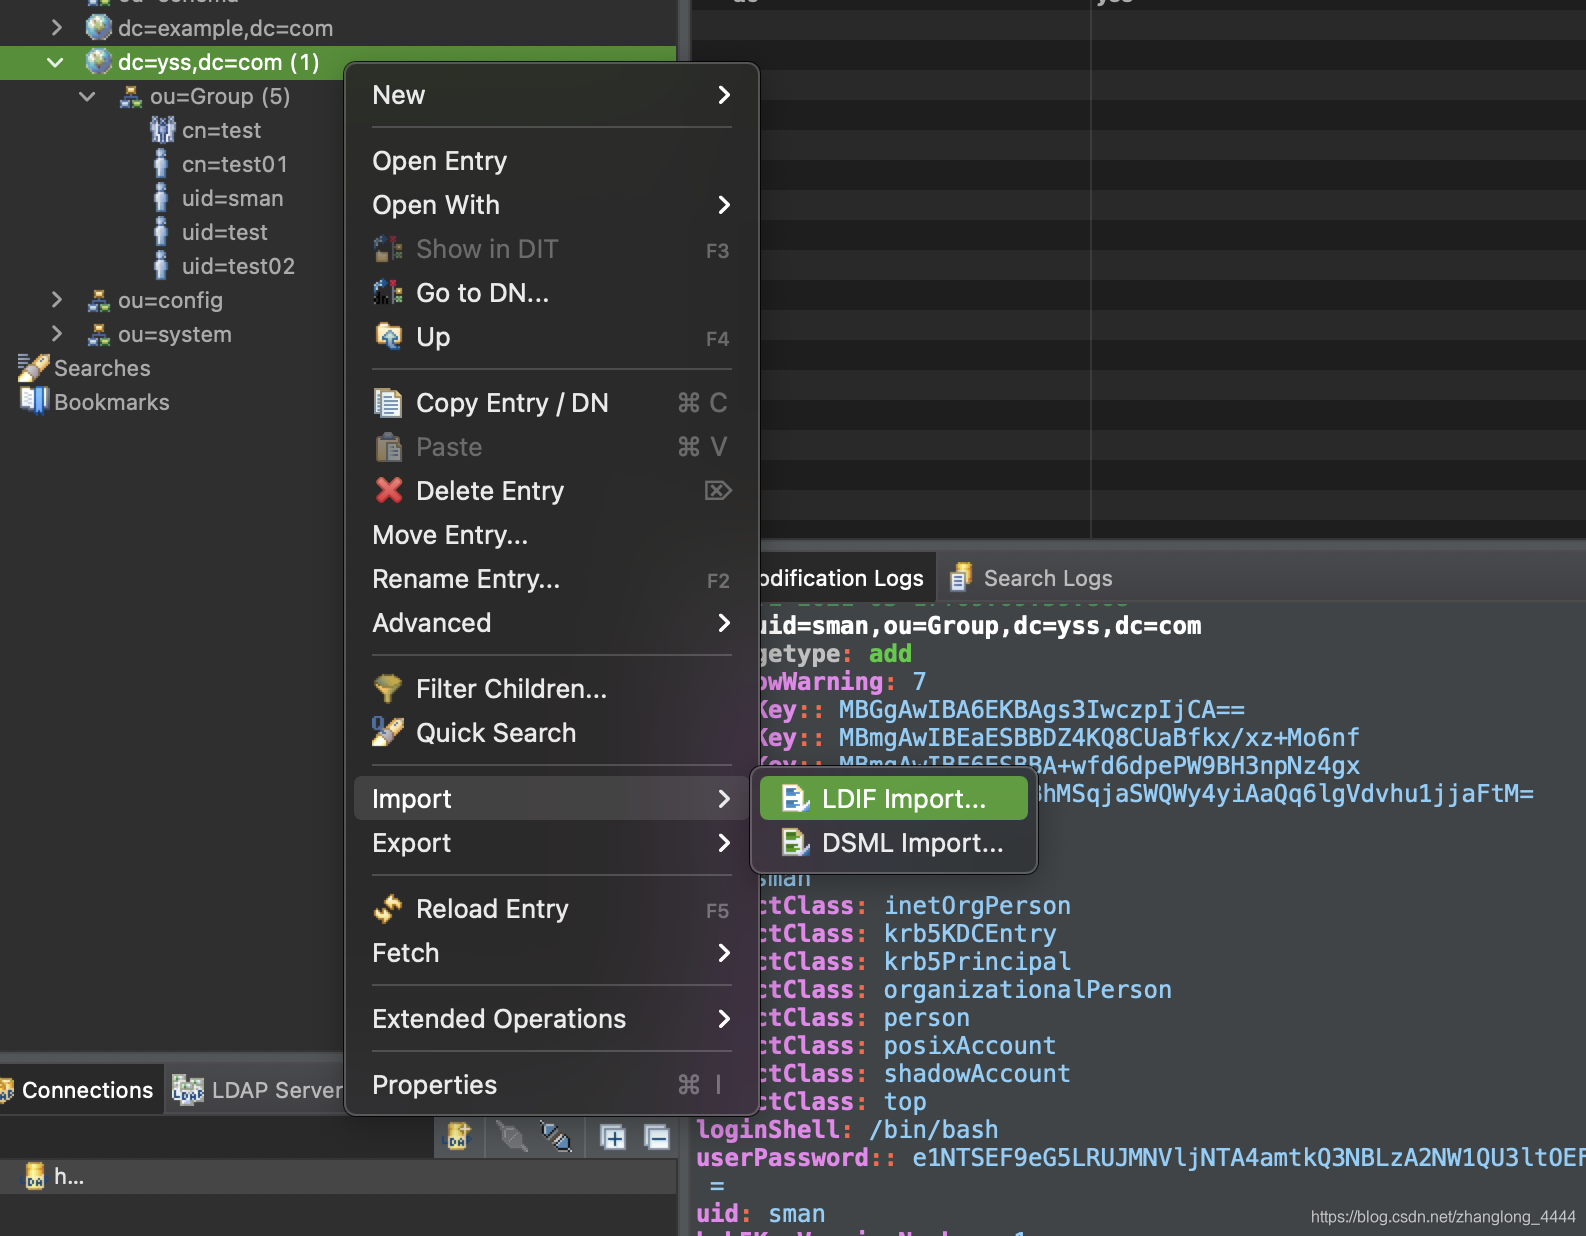 dc=example,dc=com
dc=yss,dc=com (1)
ou=Group (5)
cn=test
cn=test01
uid=sman
uid=test
uid=test02
ou=config
ou=system
Searches
Bookmarks
New
Open Entry
Open With
Show in DIT F3
Go to DN...
Up F4
Copy Entry / DN ⌘ C
Paste ⌘ V
Delete Entry ⌦
Move Entry...
Rename Entry... F2
Advanced
Filter Children...
Quick Search
Import
Export
Reload Entry F5
Fetch
Extended Operations
Properties ⌘ I
LDIF Import...
DSML Import...
odification Logs
Search Logs
uid=sman,ou=Group,dc=yss,dc=com
getype: add
owWarning: 7
Key:: MBGgAwIBA6EKBAgs3IwczpIjCA==
Key:: MBmgAwIBEaESBBDZ4KQ8CUaBfkx/xz+Mo6nf
Key:: MBmgAwIBF6ESBBA+wfd6dpePW9BH3npNz4gx
hMSqjaSWQWy4yiAaQq6lgVdvhu1jjaFtM=
sman
ctClass: inetOrgPerson
ctClass: krb5KDCEntry
ctClass: krb5Principal
ctClass: organizationalPerson
ctClass: person
ctClass: posixAccount
ctClass: shadowAccount
ctClass: top
loginShell: /bin/bash
userPassword:: e1NTSEF9eG5LRUJMNVljNTA4amtkQ3NBLzA2NW1QU3ltOEF
=
uid: sman
Connections
LDAP Server
h...
https://blog.csdn.net/zhanglong_4444